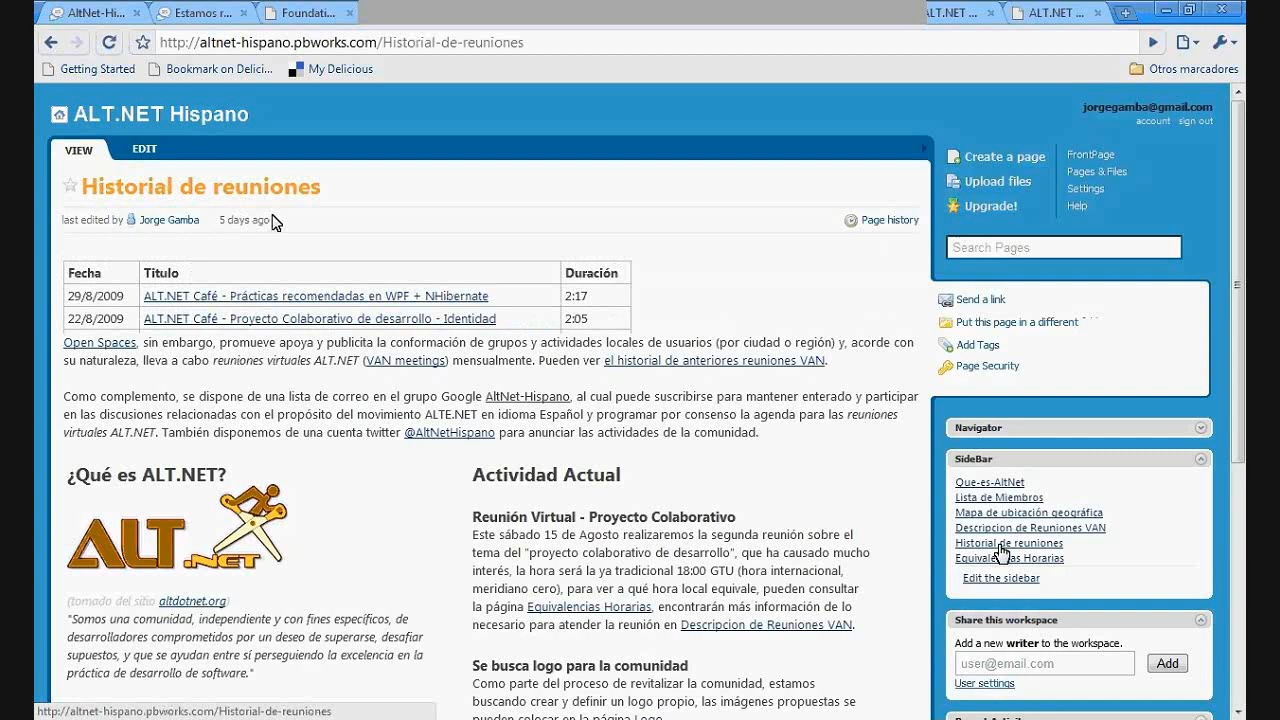 AltNet-Hi...
Estamos r...
Foundati...
ALT.NET ...
ALT.NET ...
http://altnet-hispano.pbworks.com/Historial-de-reuniones
Getting Started
Bookmark on Delici...
My Delicious
Otros marcadores
ALT.NET Hispano
jorgegamba@gmail.com
account sign out
VIEW
EDIT
Create a page
Upload files
Upgrade!
FrontPage
Pages & Files
Settings
Help
Historial de reuniones
last edited by Jorge Gamba 5 days ago
Page history
Search Pages
Fecha Titulo Duración
29/8/2009 ALT.NET Café - Prácticas recomendadas en WPF + NHibernate 2:17
22/8/2009 ALT.NET Café - Proyecto Colaborativo de desarrollo - Identidad 2:05
Send a link
Put this page in a different
Add Tags
Page Security
Open Spaces, sin embargo, promueve apoya y publicita la conformación de grupos y actividades locales de usuarios (por ciudad o región) y, acorde con
su naturaleza, lleva a cabo reuniones virtuales ALT.NET (VAN meetings) mensualmente. Pueden ver el historial de anteriores reuniones VAN.
Como complemento, se dispone de una lista de correo en el grupo Google AltNet-Hispano, al cual puede suscribirse para mantener enterado y participar
en las discusiones relacionadas con el propósito del movimiento ALTE.NET en idioma Español y programar por consenso la agenda para las reuniones
virtuales ALT.NET. También disponemos de una cuenta twitter @AltNetHispano para anunciar las actividades de la comunidad.
¿Qué es ALT.NET?
ALT
.NET
(tomado del sitio altdotnet.org)
"Somos una comunidad, independiente y con fines específicos, de
desarrolladores comprometidos por un deseo de superarse, desafiar
supuestos, y que se ayudan entre sí persiguiendo la excelencia en la
práctica de desarrollo de software."
Actividad Actual
Reunión Virtual - Proyecto Colaborativo
Este sábado 15 de Agosto realizaremos la segunda reunión sobre el
tema del "proyecto colaborativo de desarrollo", que ha causado mucho
interés, la hora será la ya tradicional 18:00 GTU (hora internacional,
meridiano cero), para ver a qué hora local equivale, pueden consultar
la página Equivalencias Horarias, encontrarán más información de lo
necesario para atender la reunión en Descripcion de Reuniones VAN.
Se busca logo para la comunidad
Como parte del proceso de revitalizar la comunidad, estamos
buscando crear y definir un logo propio, las imágenes propuestas se
pueden colocar en la página Logo.
Navigator
SideBar
Que-es-AltNet
Lista de Miembros
Mapa de ubicación geográfica
Descripcion de Reuniones VAN
Historial de reuniones
Equivalencias Horarias
Edit the sidebar
Share this workspace
Add a new writer to the workspace.
user@email.com
Add
User settings
http://altnet-hispano.pbworks.com/Historial-de-reuniones